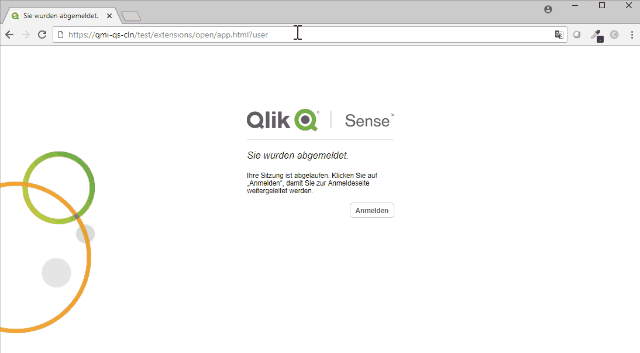 Sie wurden abgemeldet.
https://qmi-qs-cln/test/extensions/open/app.html?user
Qlik Sense™
Sie wurden abgemeldet.
Ihre Sitzung ist abgelaufen. Klicken Sie auf
„Anmelden“, damit Sie zur Anmeldeseite
weitergeleitet werden.
Anmelden